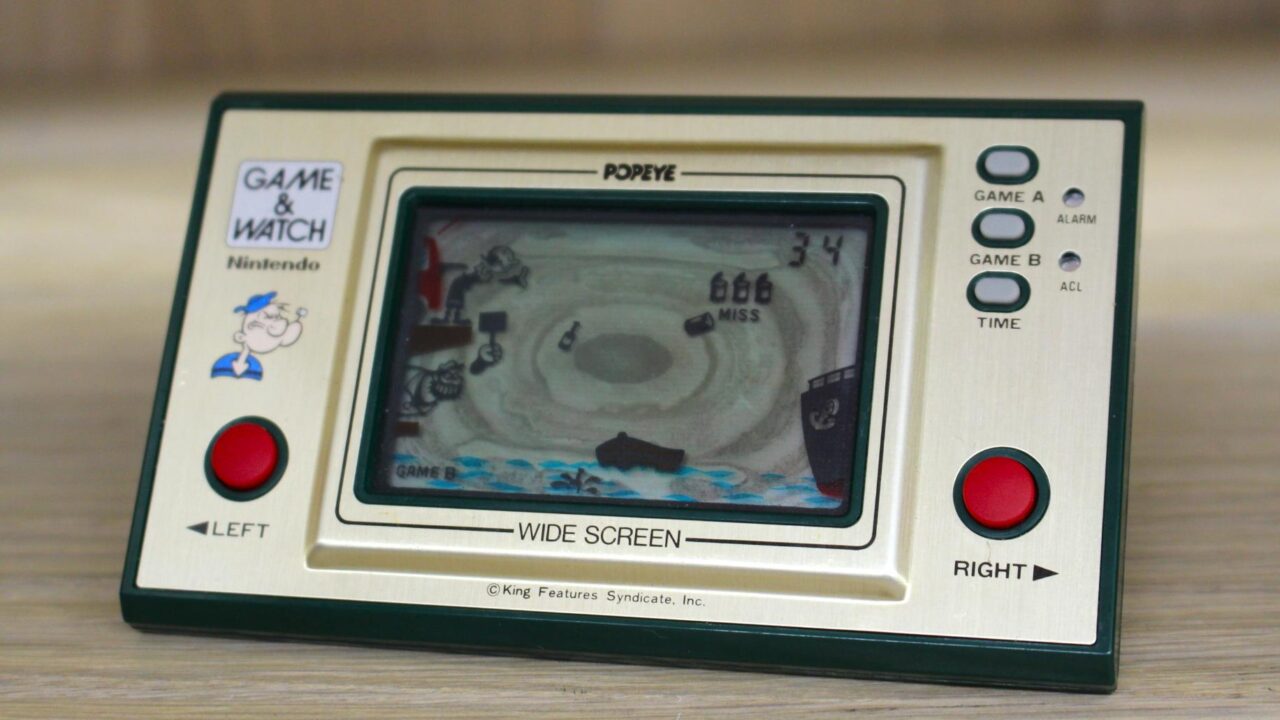 GAME
&
WATCH
Nintendo
POPEYE
34
MISS
GAME B
GAME A
ALARM
GAME B
ACL
TIME
◀LEFT
WIDE SCREEN
RIGHT▶
©King Features Syndicate, Inc.